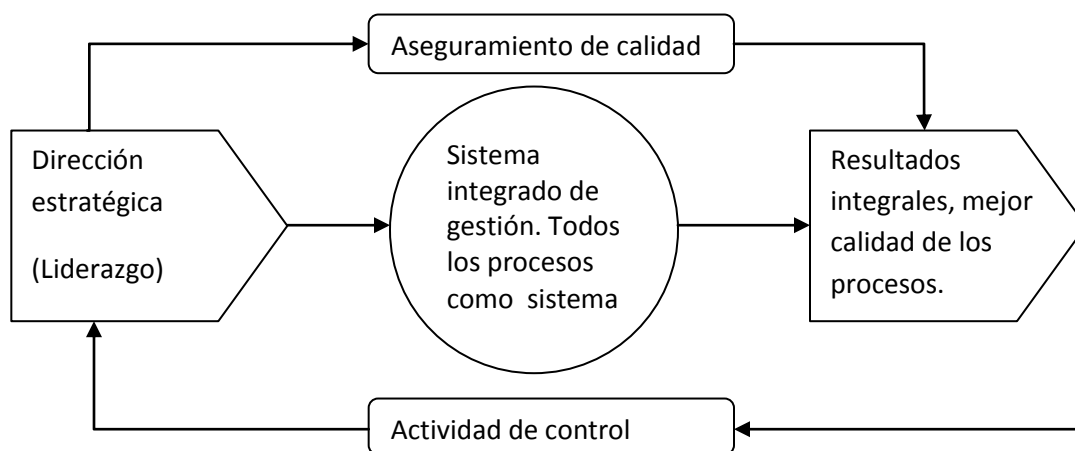 Aseguramiento de calidad
Dirección
estratégica
(Liderazgo)
Sistema
integrado de
gestión. Todos
los procesos
como sistema
Resultados
integrales, mejor
calidad de los
procesos.
Actividad de control